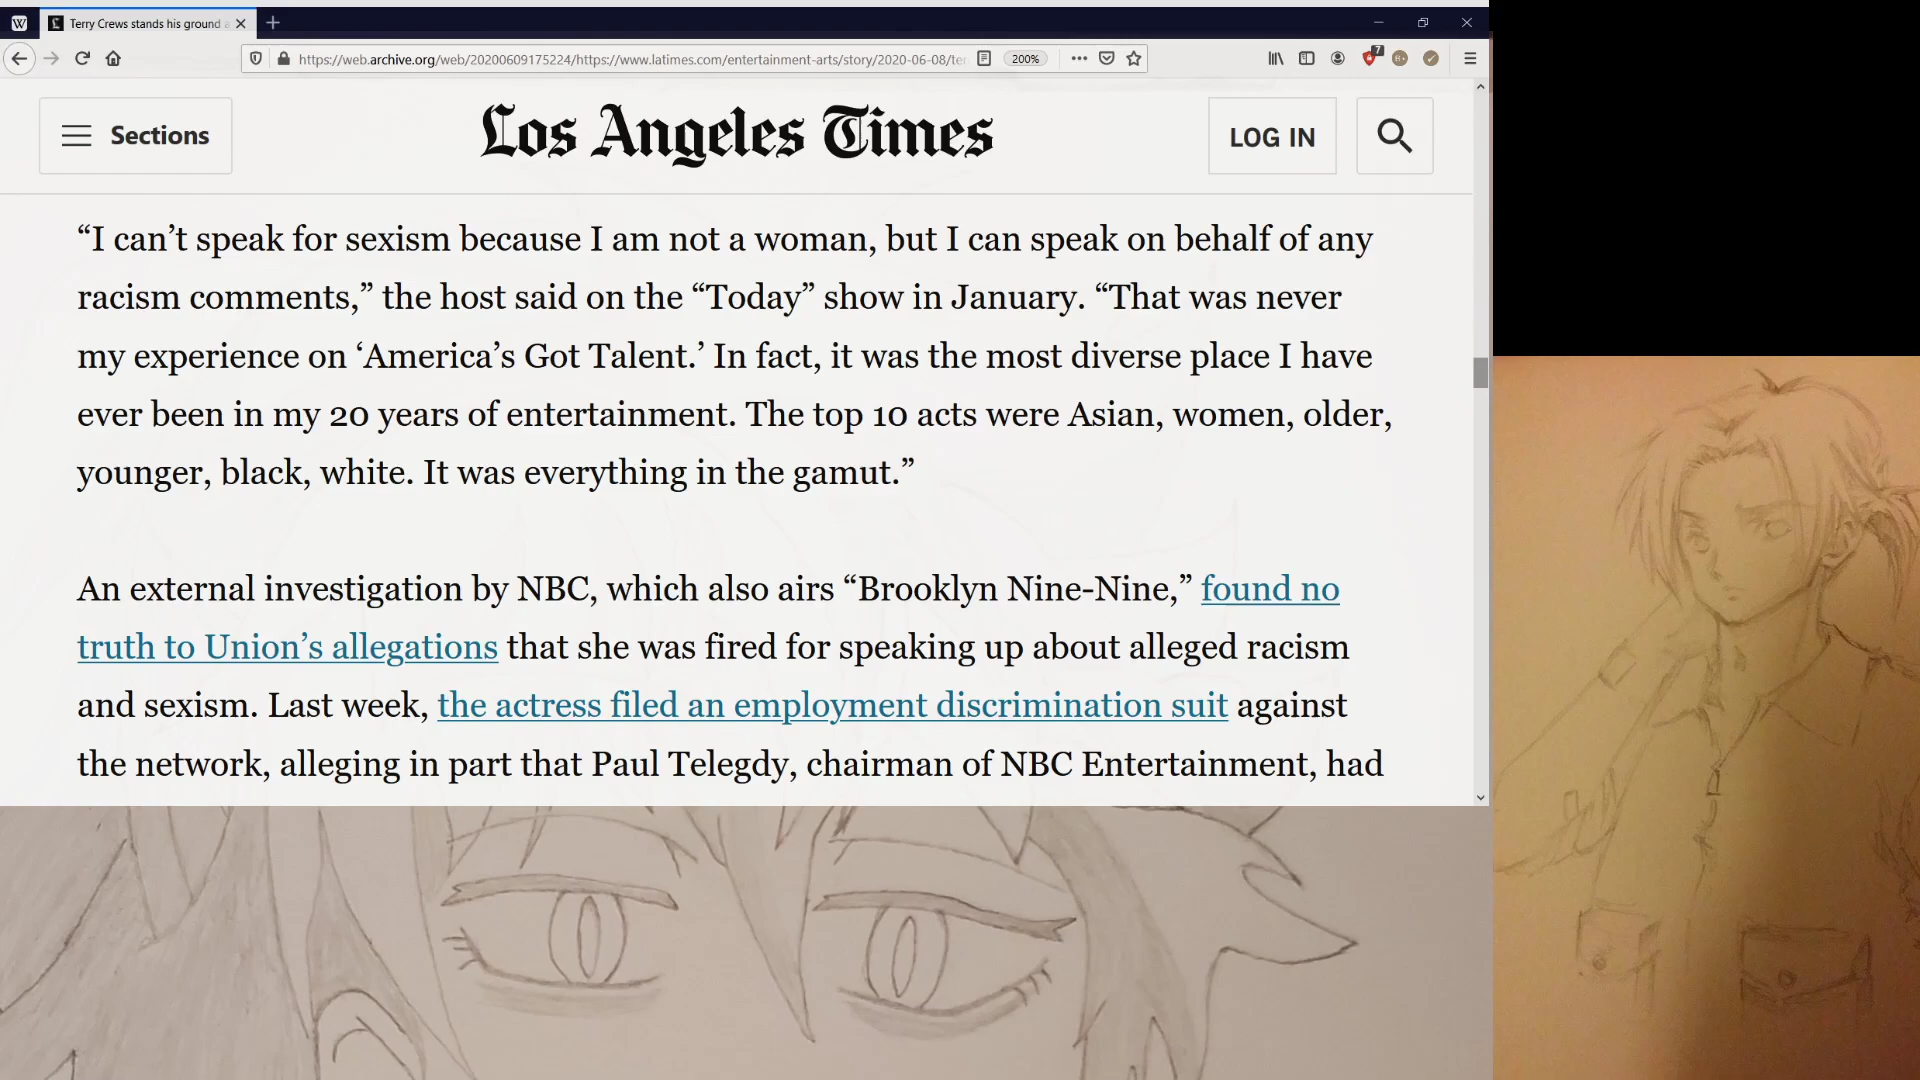 Terry Crews stands his ground
https://web.archive.org/web/20200609175224/https://www.latimes.com/entertainment-arts/story/2020-06-08/te
200%
7
Sections
Los Angeles Times
LOG IN
“I can’t speak for sexism because I am not a woman, but I can speak on behalf of any
racism comments,” the host said on the “Today” show in January. “That was never
my experience on ‘America’s Got Talent.’ In fact, it was the most diverse place I have
ever been in my 20 years of entertainment. The top 10 acts were Asian, women, older,
younger, black, white. It was everything in the gamut.”
An external investigation by NBC, which also airs “Brooklyn Nine-Nine,” found no
truth to Union’s allegations that she was fired for speaking up about alleged racism
and sexism. Last week, the actress filed an employment discrimination suit against
the network, alleging in part that Paul Telegdy, chairman of NBC Entertainment, had